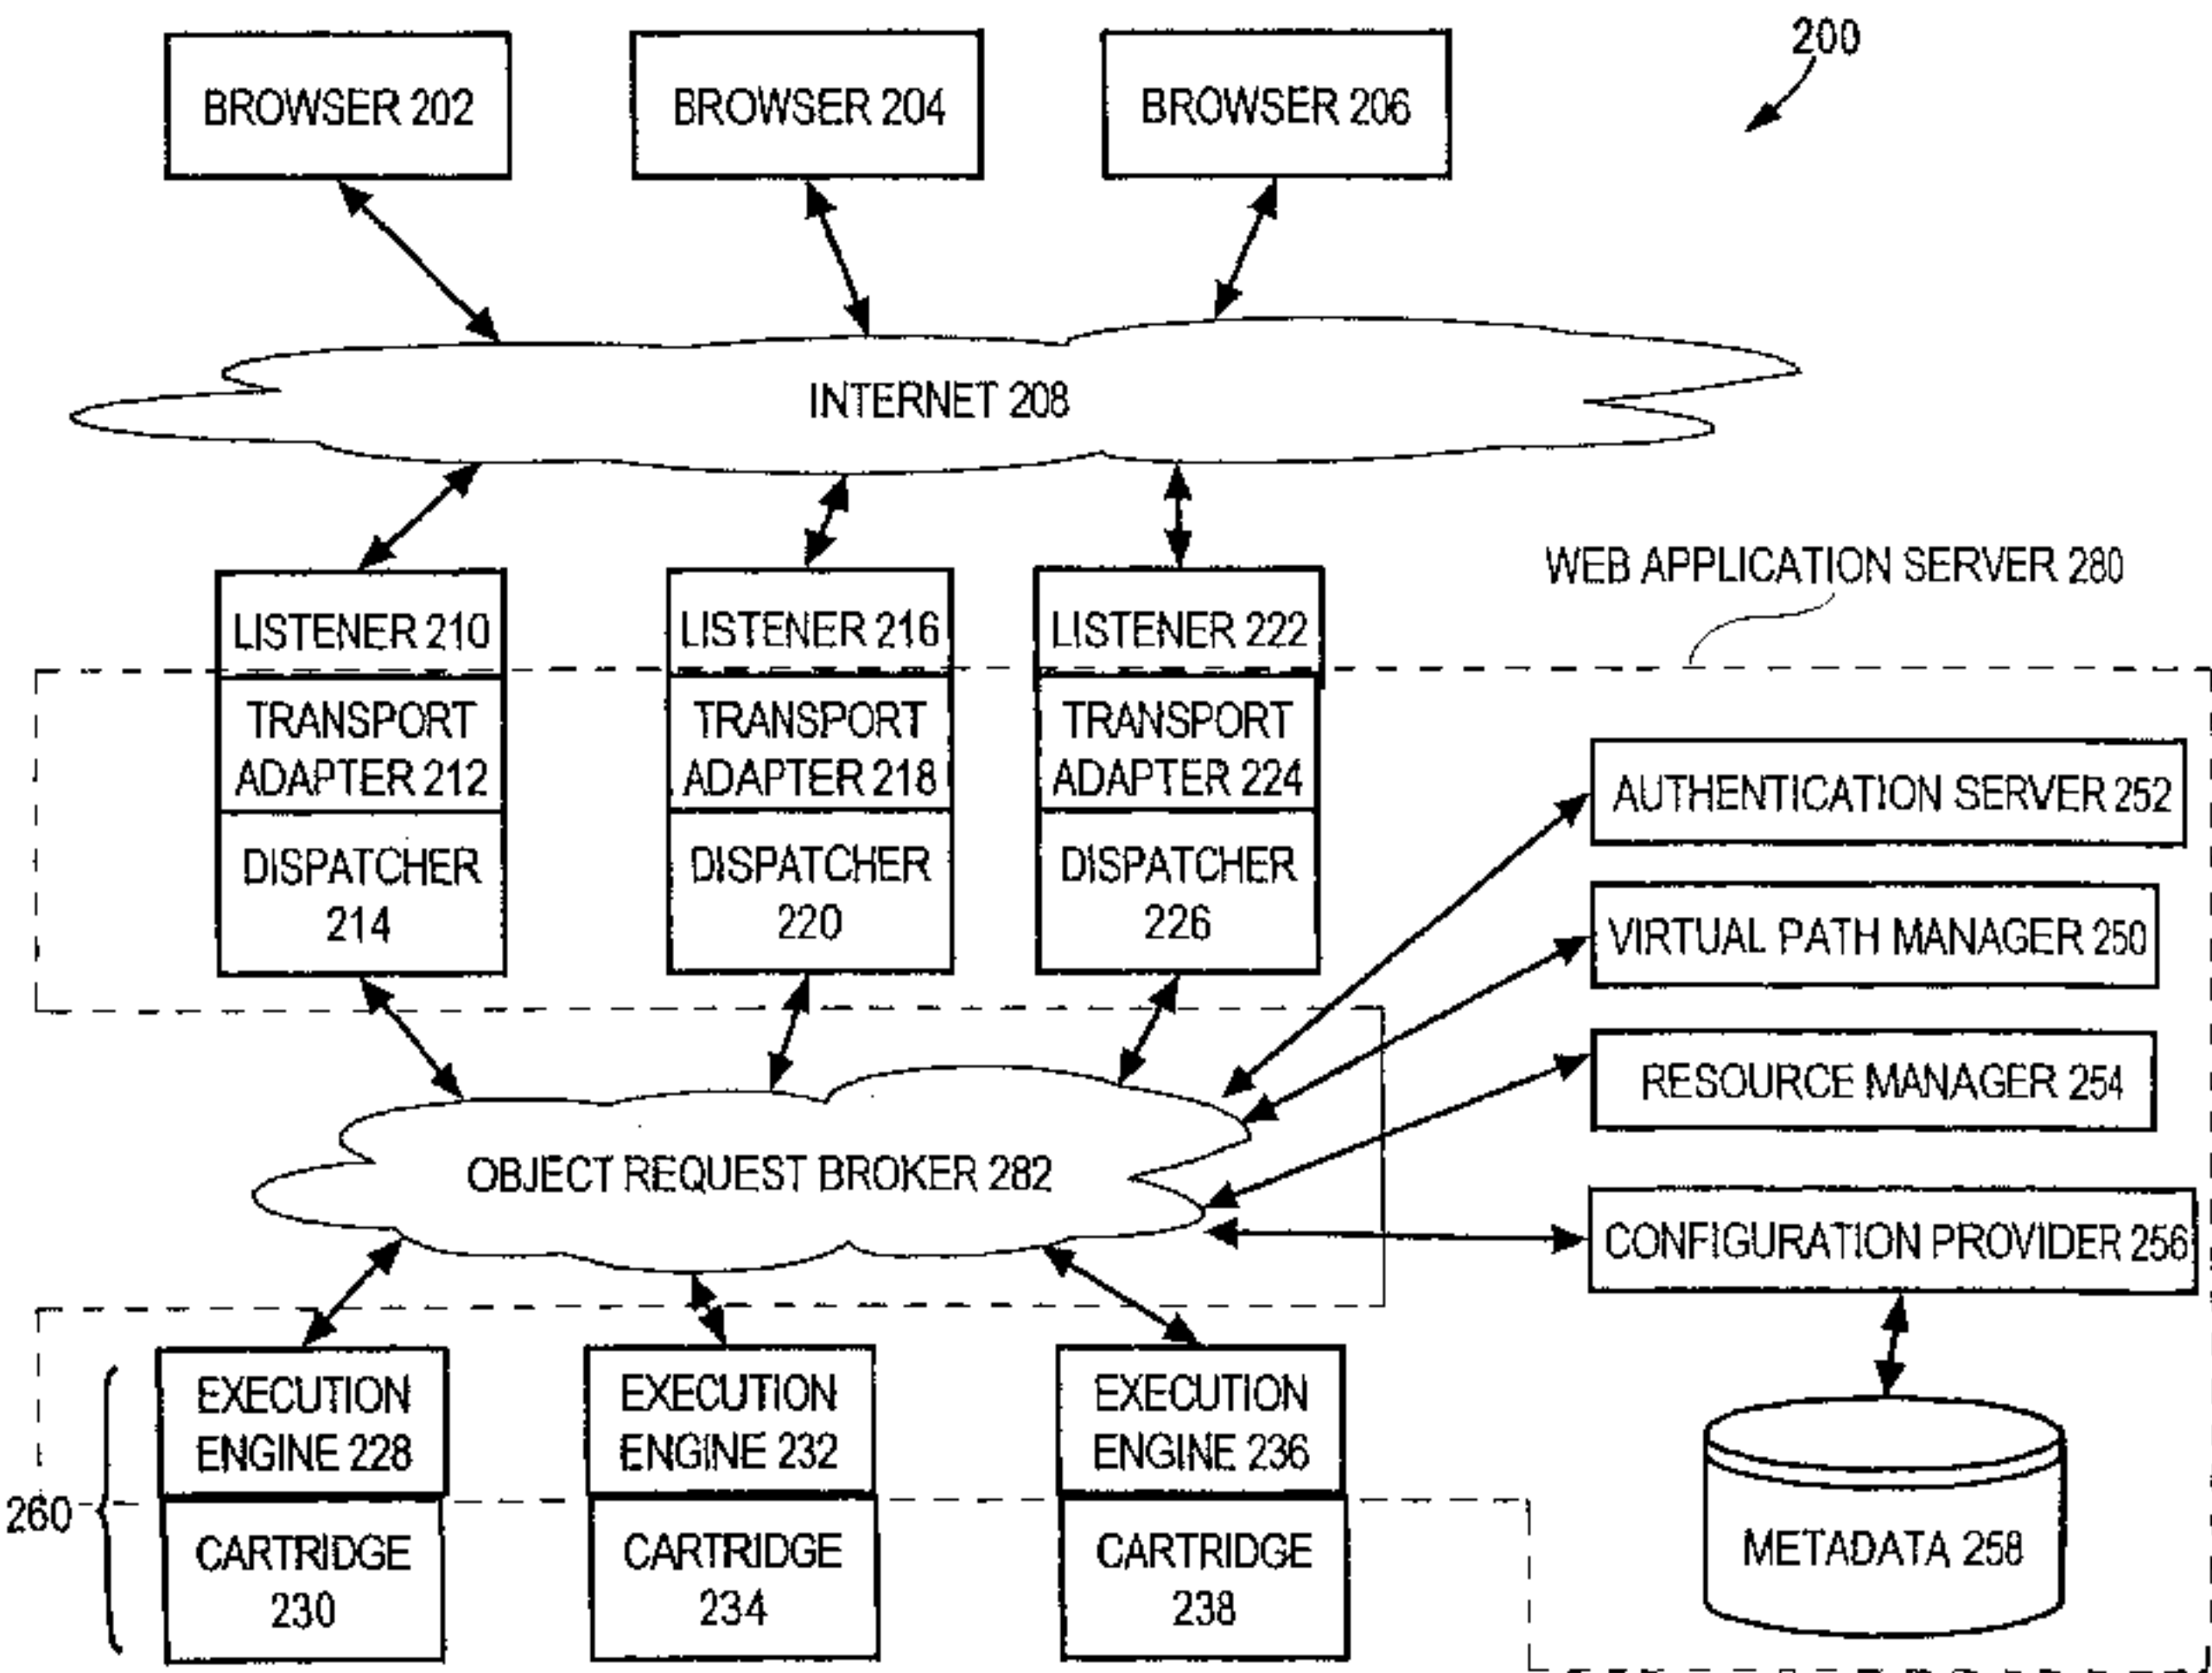 200
BROWSER 202
BROWSER 204
BROWSER 206
INTERNET 208
WEB APPLICATION SERVER 280
LISTENER 210
TRANSPORT
ADAPTER 212
DISPATCHER
214
LISTENER 216
TRANSPORT
ADAPTER 218
DISPATCHER
220
LISTENER 222
TRANSPORT
ADAPTER 224
DISPATCHER
226
AUTHENTICATION SERVER 252
VIRTUAL PATH MANAGER 250
RESOURCE MANAGER 254
CONFIGURATION PROVIDER 256
OBJECT REQUEST BROKER 282
260
EXECUTION
ENGINE 228
CARTRIDGE
230
EXECUTION
ENGINE 232
CARTRIDGE
234
EXECUTION
ENGINE 236
CARTRIDGE
238
METADATA 258